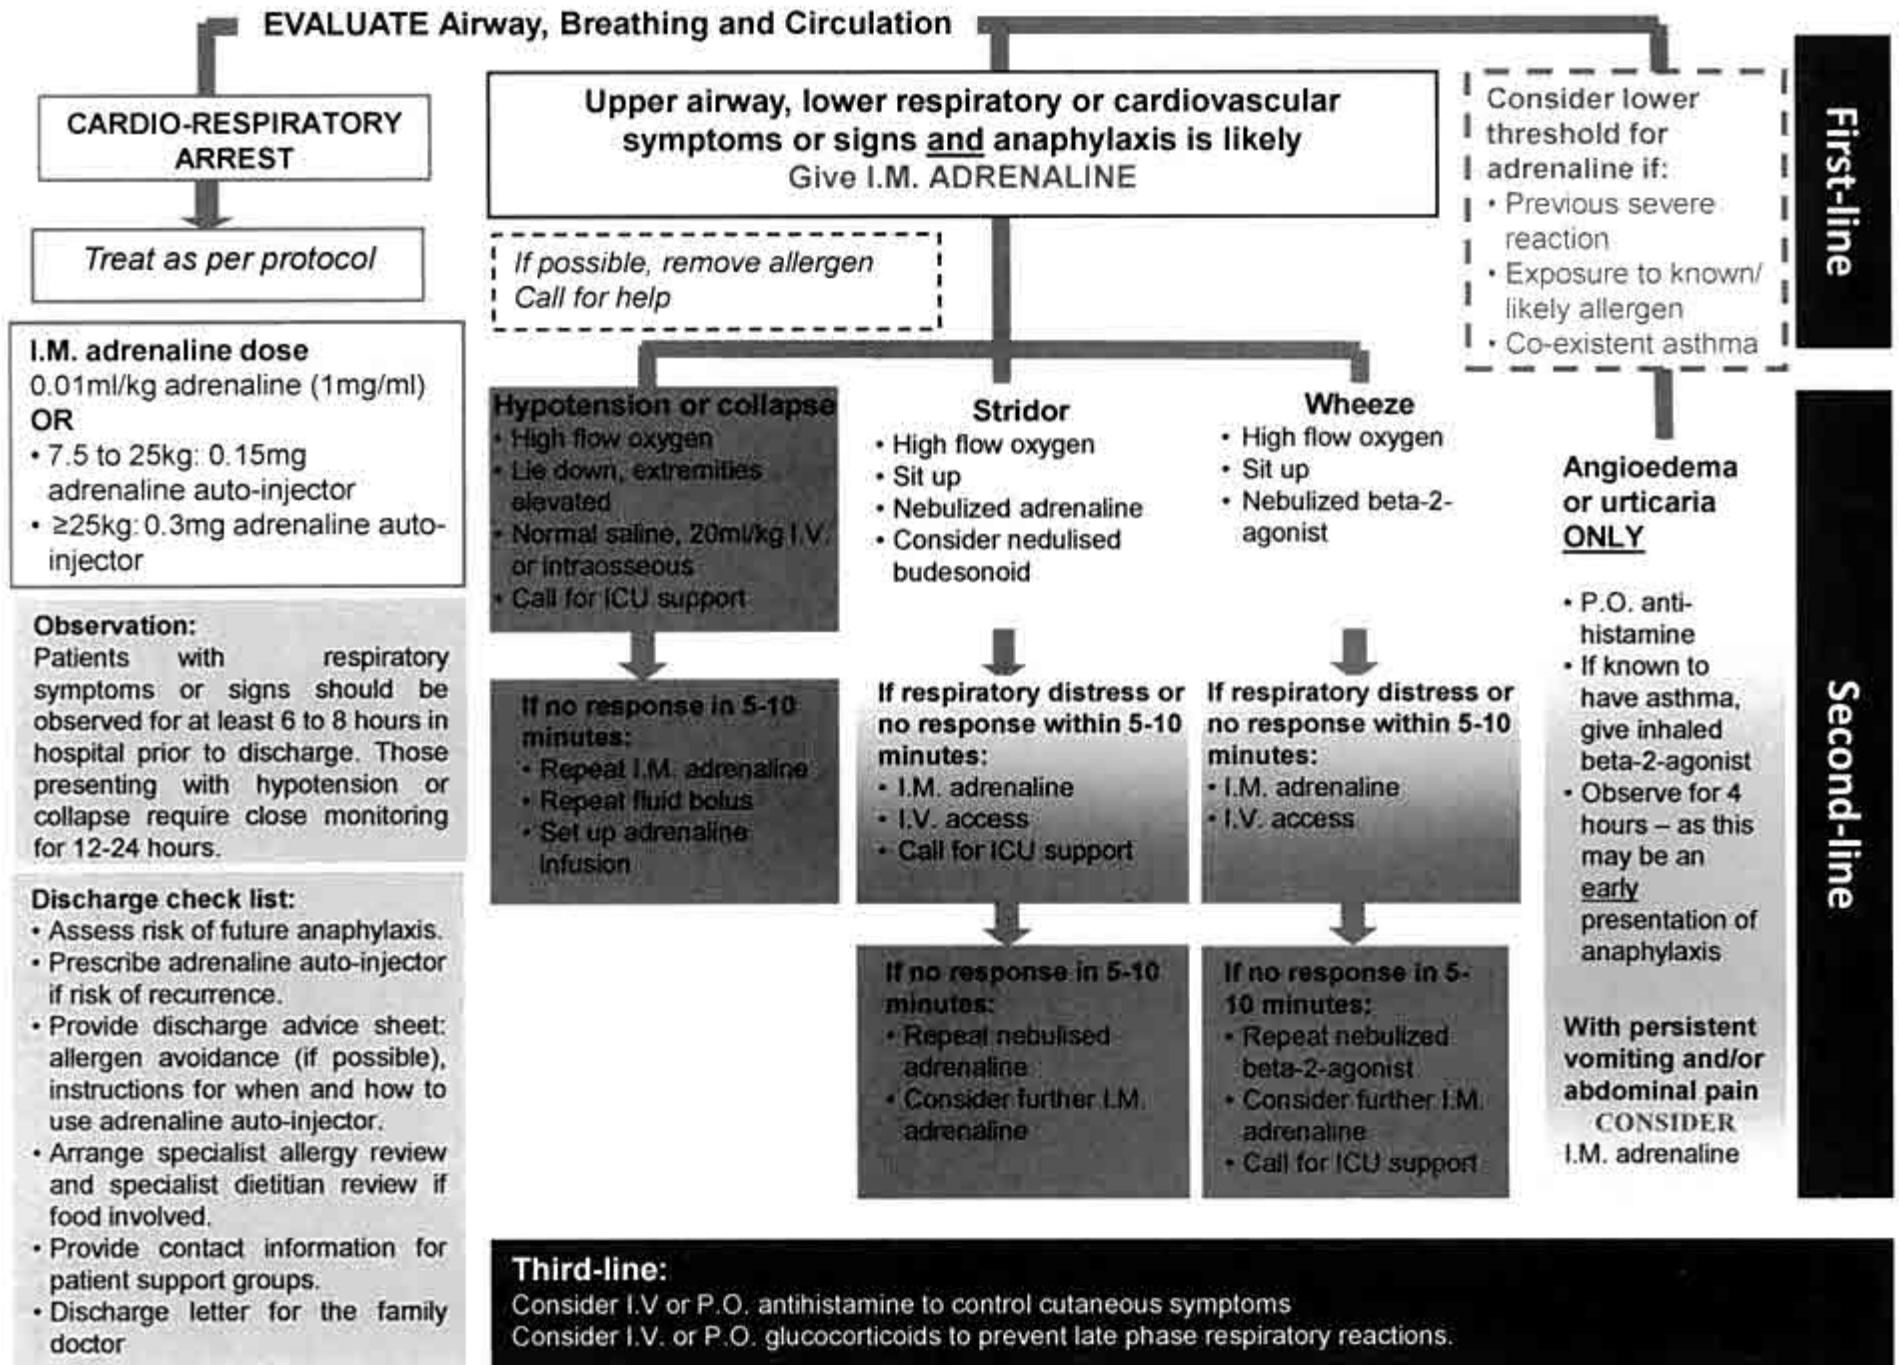 EVALUATE Airway, Breathing and Circulation
CARDIO-RESPIRATORY
ARREST
Treat as per protocol
I.M. adrenaline dose
0.01ml/kg adrenaline (1mg/ml)
OR
• 7.5 to 25kg: 0.15mg
adrenaline auto-injector
• ≥25kg: 0.3mg adrenaline auto-
injector
Observation:
Patients with respiratory
symptoms or signs should be
observed for at least 6 to 8 hours in
hospital prior to discharge. Those
presenting with hypotension or
collapse require close monitoring
for 12-24 hours.
Discharge check list:
• Assess risk of future anaphylaxis.
• Prescribe adrenaline auto-injector
if risk of recurrence.
• Provide discharge advice sheet:
allergen avoidance (if possible),
instructions for when and how to
use adrenaline auto-injector.
• Arrange specialist allergy review
and specialist dietitian review if
food involved.
• Provide contact information for
patient support groups.
• Discharge letter for the family
doctor
Upper airway, lower respiratory or cardiovascular
symptoms or signs and anaphylaxis is likely
Give I.M. ADRENALINE
If possible, remove allergen
Call for help
Hypotension or collapse
• High flow oxygen
• Lie down, extremities
elevated
• Normal saline, 20ml/kg I.V.
or intraosseous
• Call for ICU support
If no response in 5-10
minutes:
• Repeat I.M. adrenaline
• Repeat fluid bolus
• Set up adrenaline
infusion
Stridor
• High flow oxygen
• Sit up
• Nebulized adrenaline
• Consider nedulised
budesonoid
If respiratory distress or
no response within 5-10
minutes:
• I.M. adrenaline
• I.V. access
• Call for ICU support
If no response in 5-10
minutes:
• Repeat nebulised
adrenaline
• Consider further I.M.
adrenaline
Wheeze
• High flow oxygen
• Sit up
• Nebulized beta-2-
agonist
If respiratory distress or
no response within 5-10
minutes:
• I.M. adrenaline
• I.V. access
If no response in 5-
10 minutes:
• Repeat nebulized
beta-2-agonist
• Consider further I.M.
adrenaline
• Call for ICU support
Consider lower
threshold for
adrenaline if:
• Previous severe
reaction
• Exposure to known/
likely allergen
• Co-existent asthma
Angioedema
or urticaria
ONLY
• P.O. anti-
histamine
• If known to
have asthma,
give inhaled
beta-2-agonist
• Observe for 4
hours – as this
may be an
early
presentation of
anaphylaxis
With persistent
vomiting and/or
abdominal pain
CONSIDER
I.M. adrenaline
First-line
Second-line
Third-line:
Consider I.V or P.O. antihistamine to control cutaneous symptoms
Consider I.V. or P.O. glucocorticoids to prevent late phase respiratory reactions.